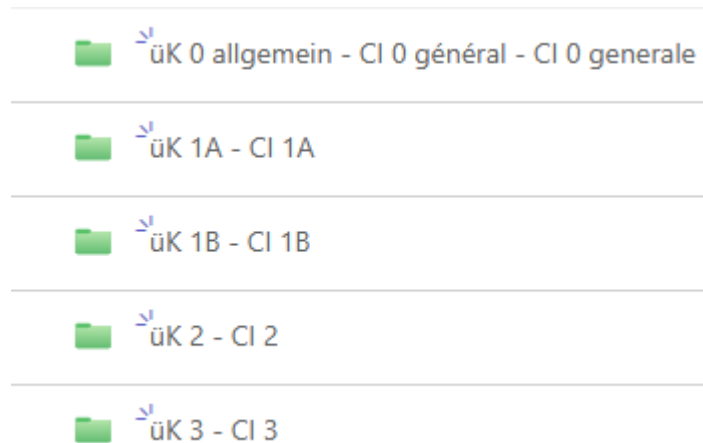 üK 0 allgemein - CI 0 général - CI 0 generale
üK 1A - CI 1A
üK 1B - CI 1B
üK 2 - CI 2
üK 3 - CI 3